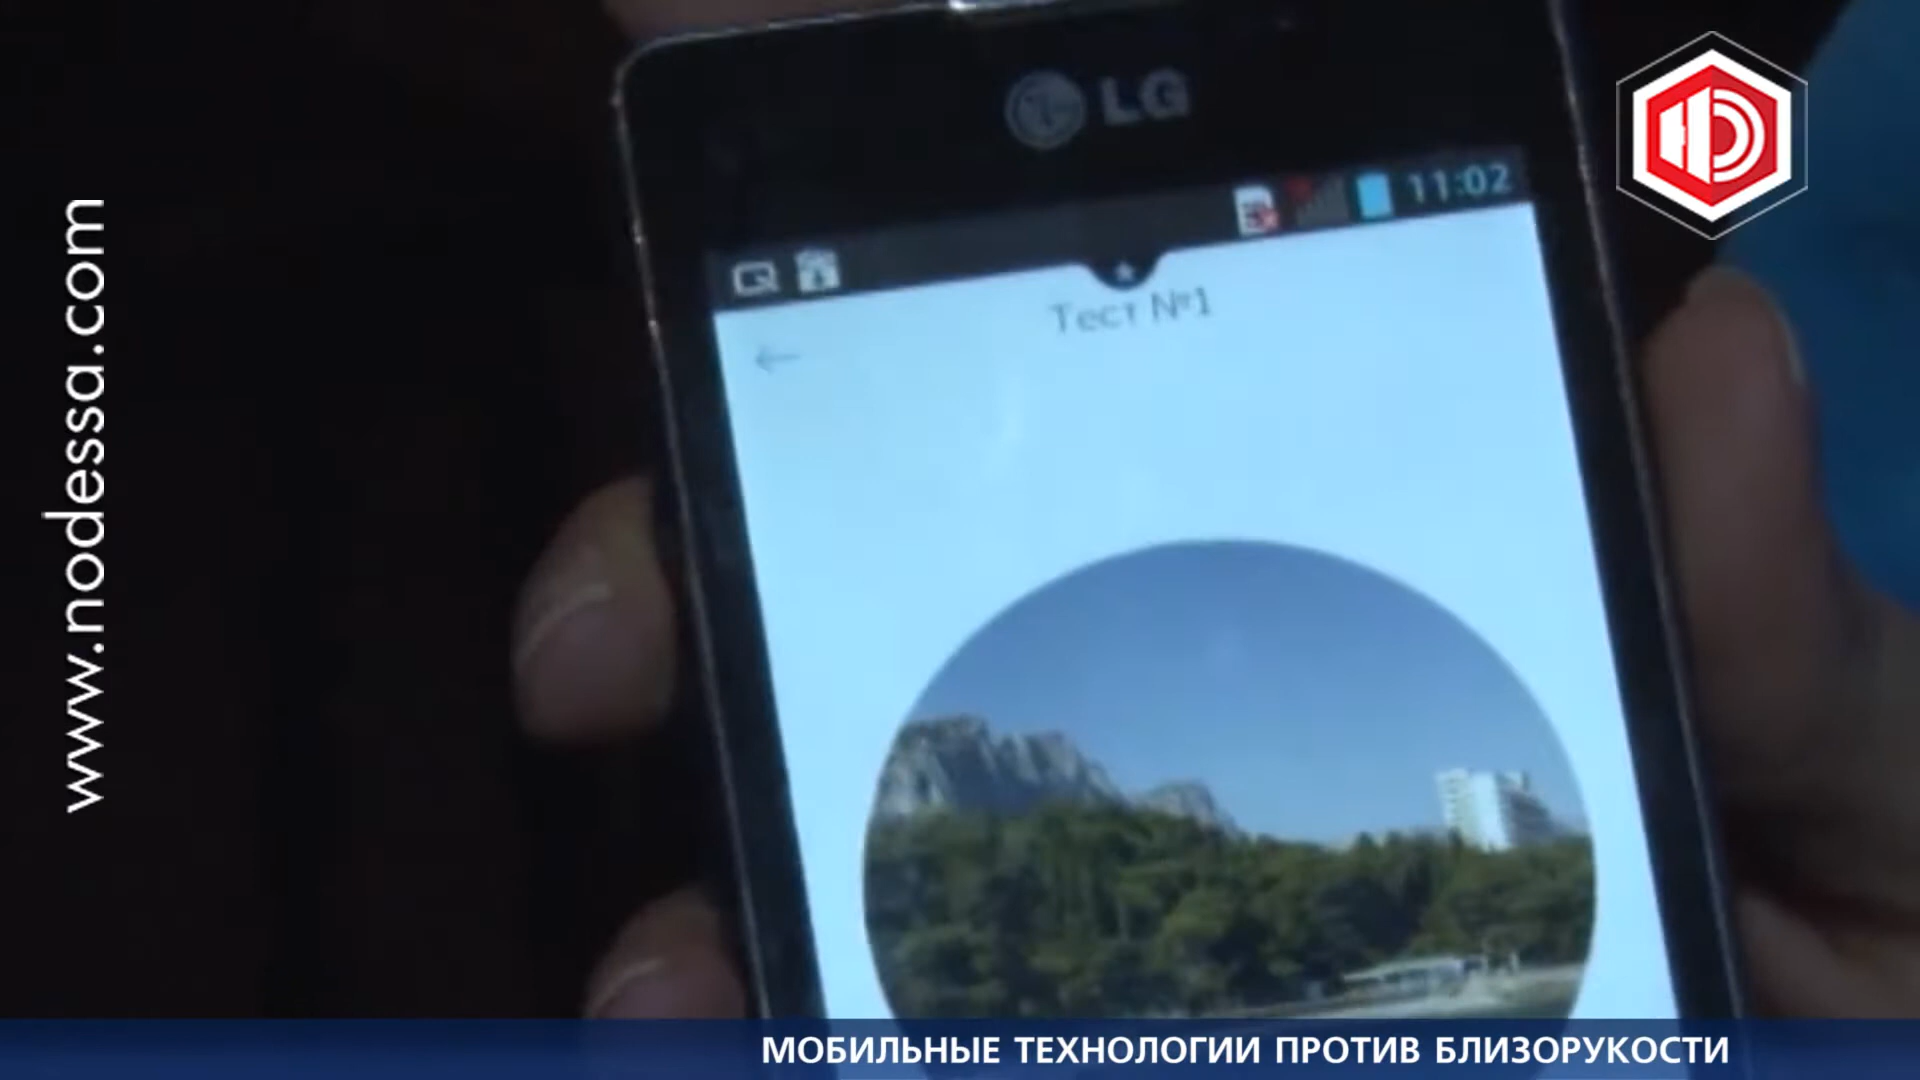 LG
11:02
Тест №1
www.nodessa.com
МОБИЛЬНЫЕ ТЕХНОЛОГИИ ПРОТИВ БЛИЗОРУКОСТИ